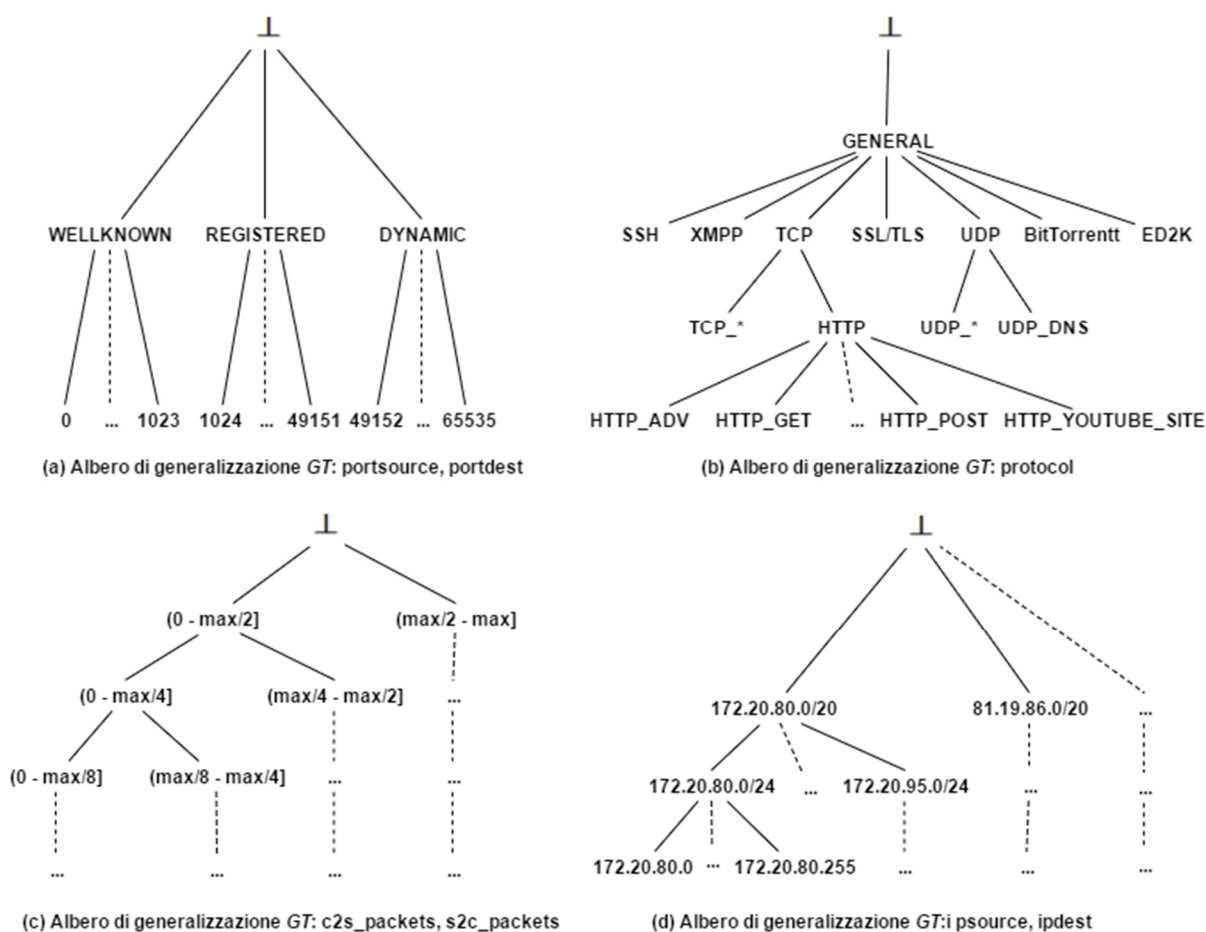 ⊥
WELLKNOWN REGISTERED DYNAMIC
0 ... 1023 1024 ... 49151 49152 ... 65535
(a) Albero di generalizzazione GT: portsource, portdest
⊥
GENERAL
SSH XMPP TCP SSL/TLS UDP BitTorrentt ED2K
TCP_* HTTP UDP_* UDP_DNS
HTTP_ADV HTTP_GET ... HTTP_POST HTTP_YOUTUBE_SITE
(b) Albero di generalizzazione GT: protocol
⊥
(0 - max/2] (max/2 - max]
(0 - max/4] (max/4 - max/2] ...
(0 - max/8] (max/8 - max/4] ... ...
... ... ... ...
(c) Albero di generalizzazione GT: c2s_packets, s2c_packets
⊥
172.20.80.0/20 81.19.86.0/20 ...
172.20.80.0/24 ... 172.20.95.0/24 ... ...
172.20.80.0 ... 172.20.80.255 ... ... ...
(d) Albero di generalizzazione GT:i psource, ipdest